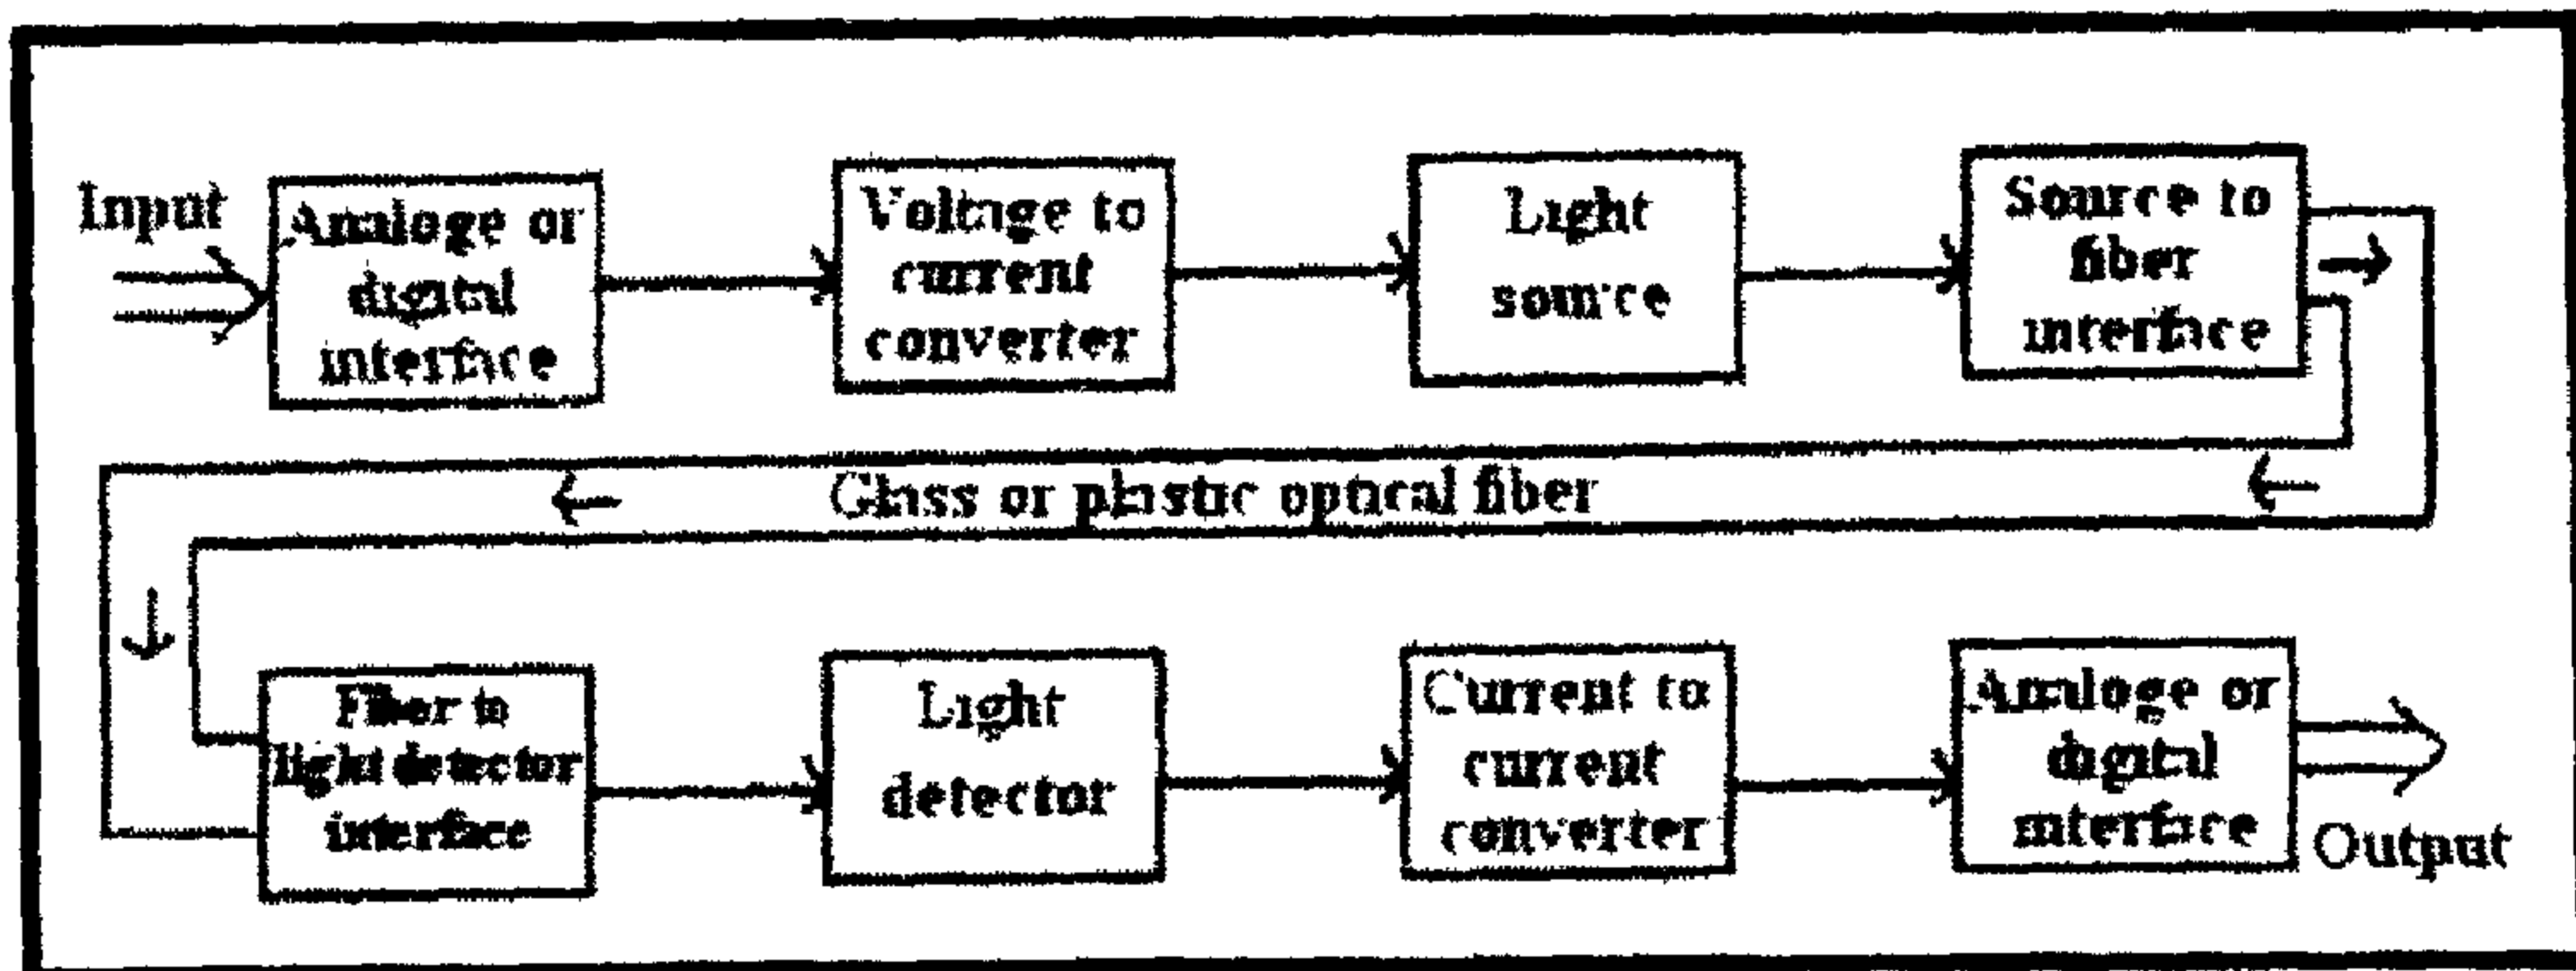 Input
Analoge or
digital
interface
Voltage to
current
converter
Light
source
Source to
fiber
interface
Glass or plastic optical fiber
Fiber to
light detector
interface
Light
detector
Current to
current
converter
Analoge or
digital
interface
Output